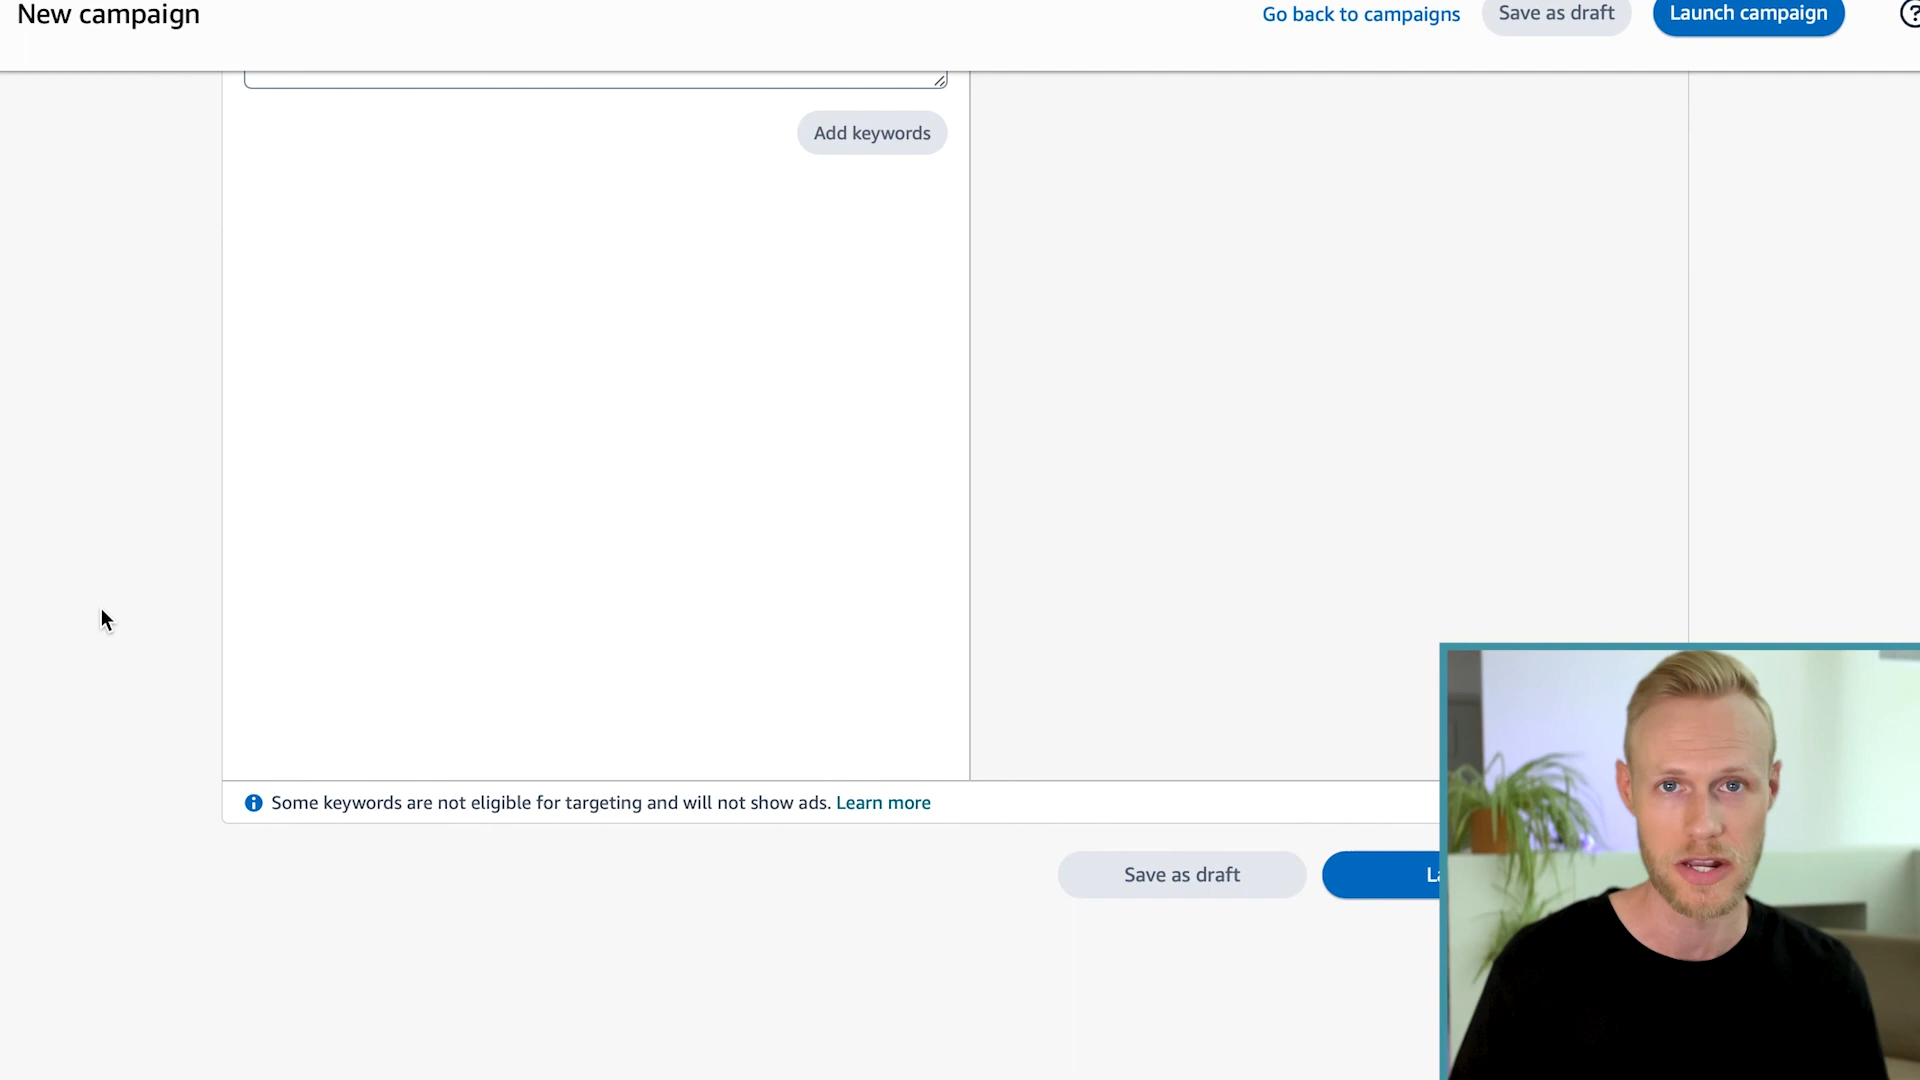 New campaign
Go back to campaigns
Save as draft
Launch campaign
Add keywords
Some keywords are not eligible for targeting and will not show ads. Learn more
Save as draft